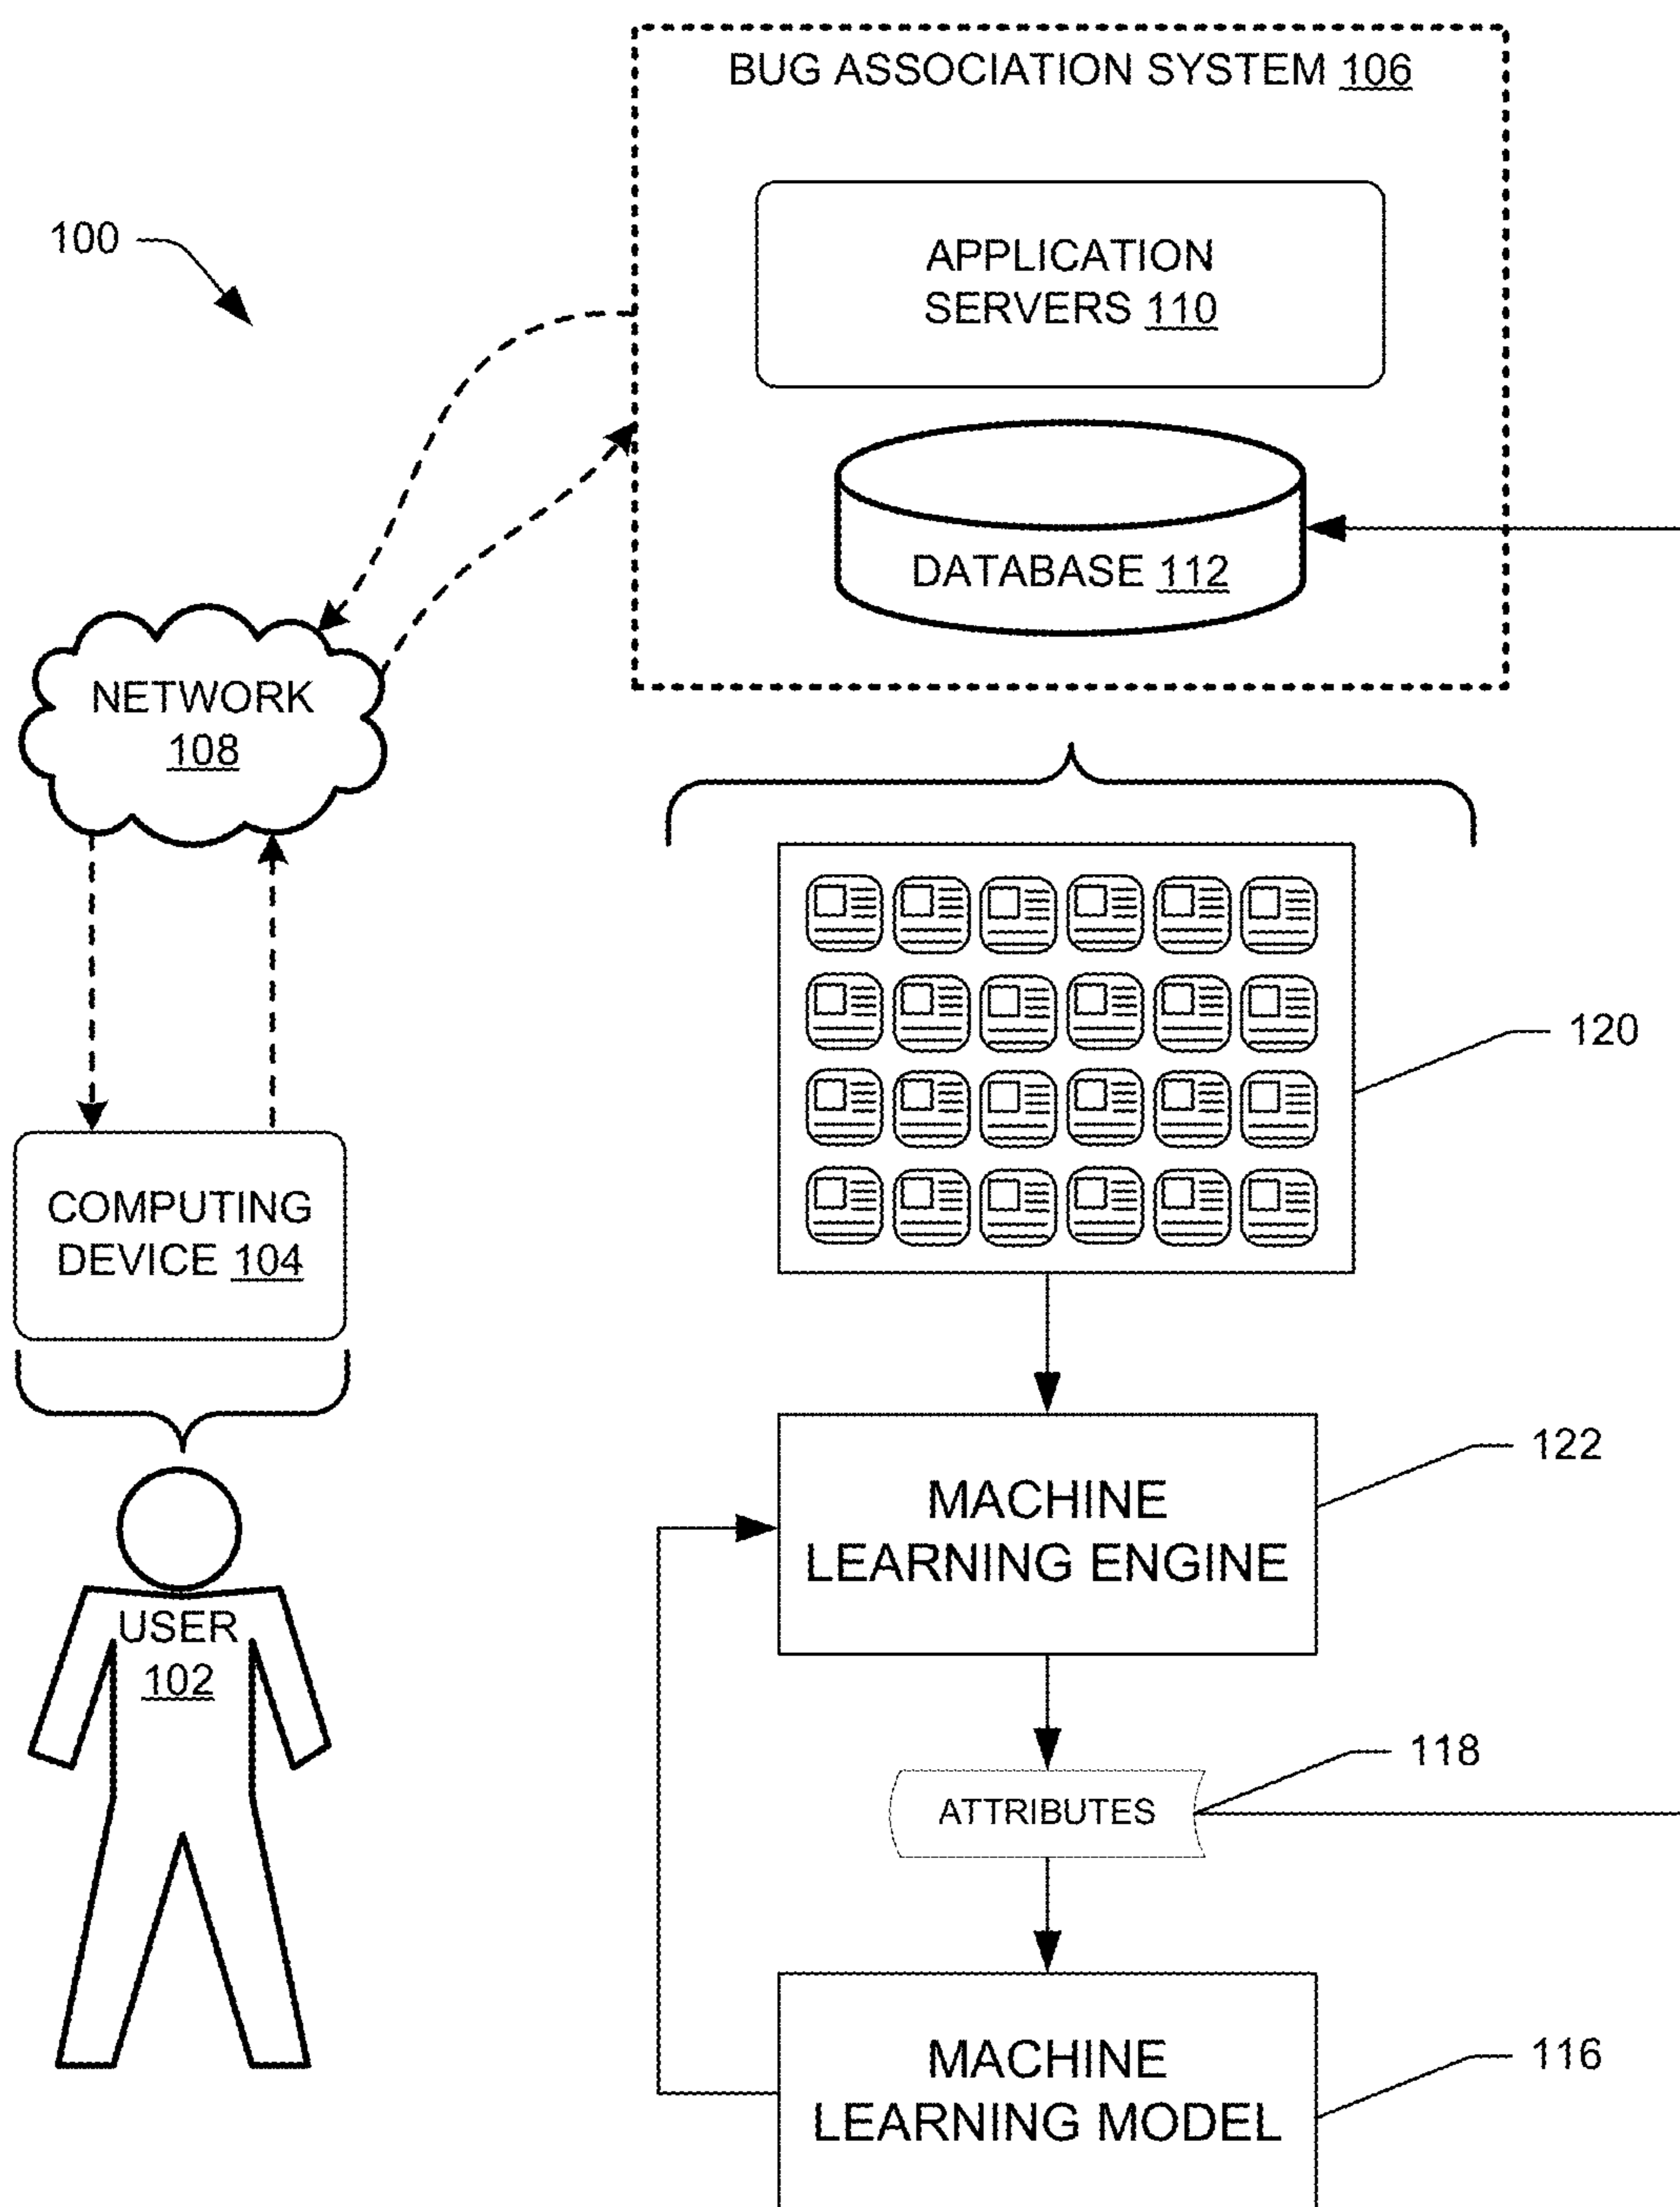 BUG ASSOCIATION SYSTEM 106
100
APPLICATION
SERVERS 110
DATABASE 112
NETWORK
108
120
COMPUTING
DEVICE 104
122
MACHINE
LEARNING ENGINE
USER
102
118
ATTRIBUTES
116
MACHINE
LEARNING MODEL